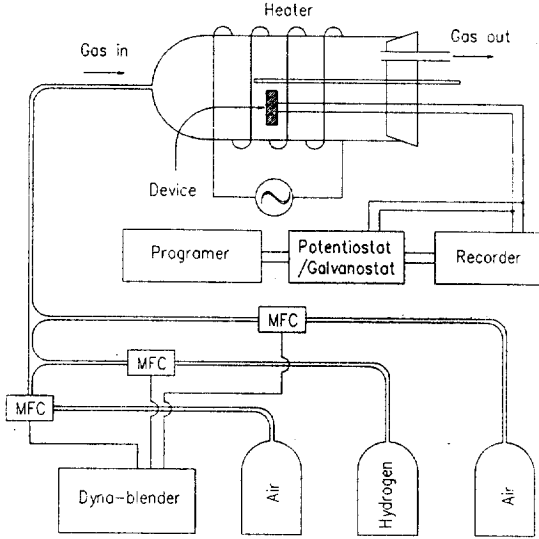 Heater
Gas in
Gas out
Device
Programer
Potentiostat
/Galvanostat
Recorder
MFC
MFC
MFC
Dyna-blender
Air
Hydrogen
Air